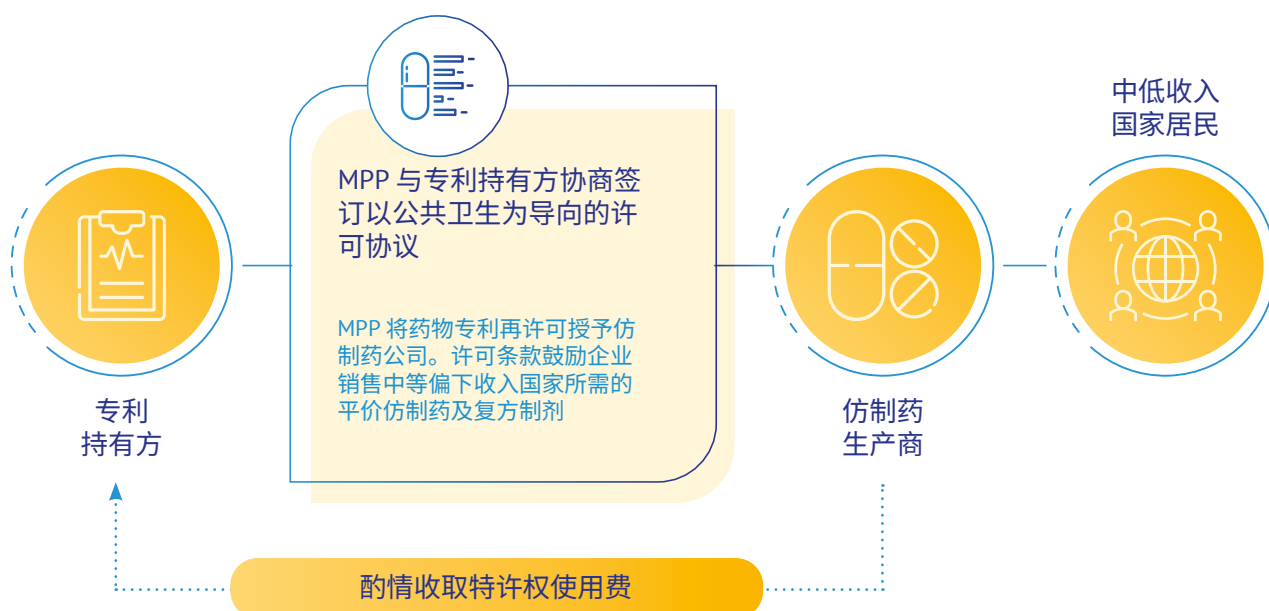 MPP 与专利持有方协商签
订以公共卫生为导向的许
可协议
MPP 将药物专利再许可授予仿
制药公司。许可条款鼓励企业
销售中等偏下收入国家所需的
平价仿制药及复方制剂
专利
持有方
仿制药
生产商
中低收入
国家居民
酌情收取特许权使用费